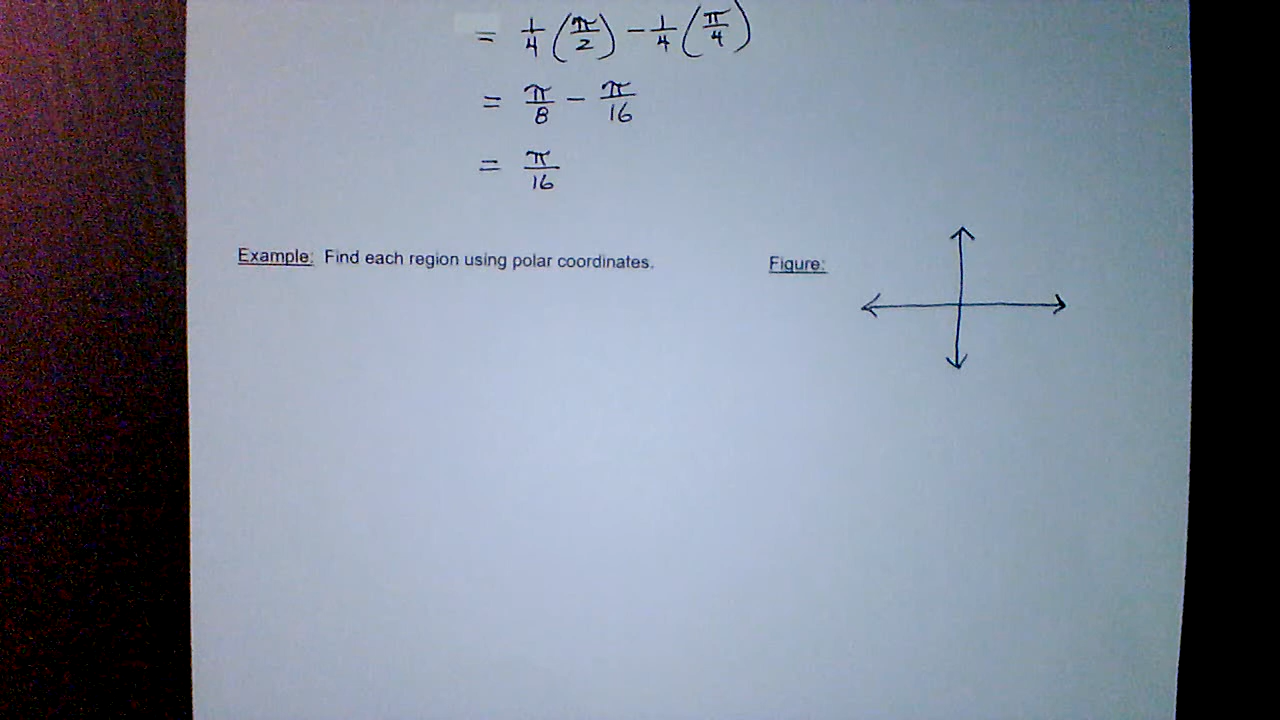 = 1/4 (π/2) - 1/4 (π/4)
= π/8 - π/16
= π/16
Example: Find each region using polar coordinates. Figure: